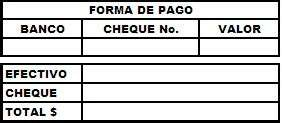 FORMA DE PAGO
BANCO CHEQUE No. VALOR
EFECTIVO
CHEQUE
TOTAL $